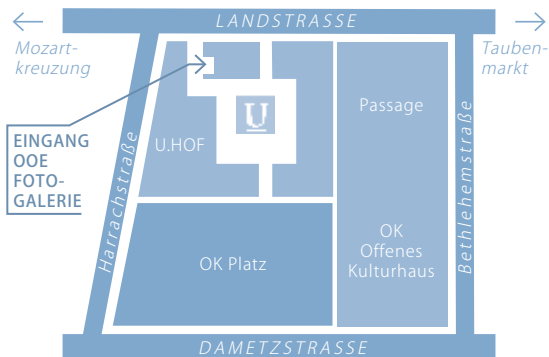 LANDSTRASSE
Mozart-
kreuzung
Tauben-
markt
EINGANG
OOE
FOTO-
GALERIE
U.HOF
U
Passage
Harrachstraße
Bethlehemstraße
OK Platz
OK
Offenes
Kulturhaus
DAMETZSTRASSE